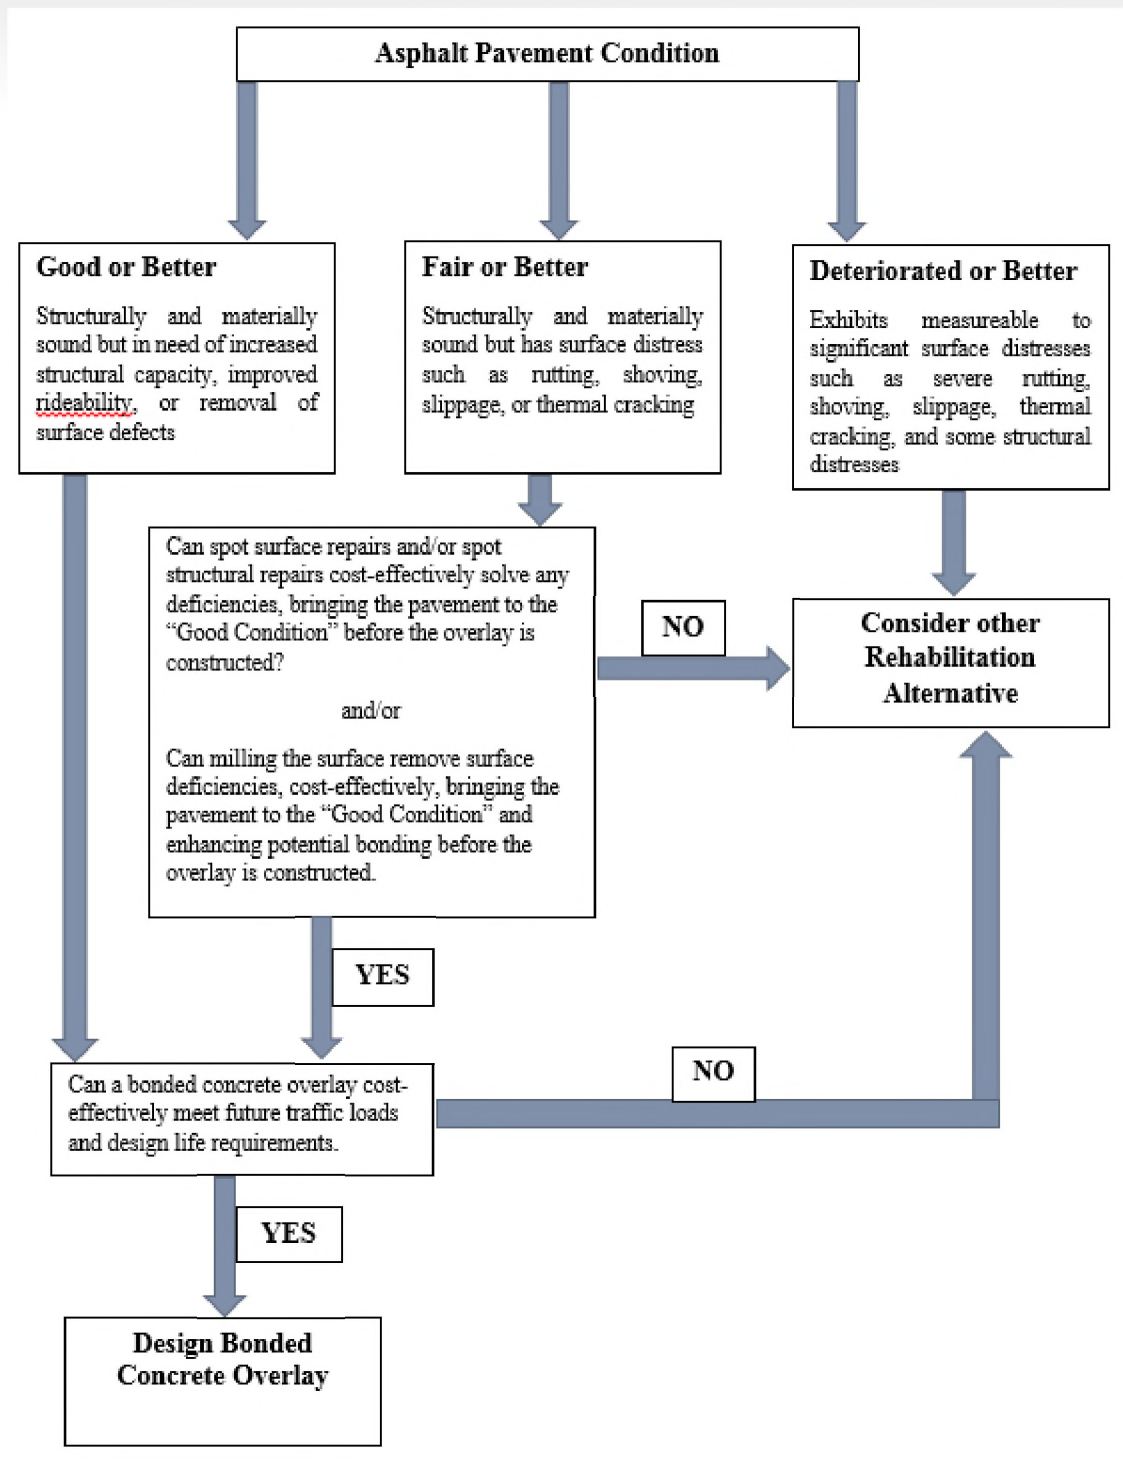 Asphalt Pavement Condition
Good or Better
Structurally and materially
sound but in need of increased
structural capacity, improved
rideability, or removal of
surface defects
Fair or Better
Structurally and materially
sound but has surface distress
such as rutting, shoving,
slippage, or thermal cracking
Deteriorated or Better
Exhibits measureable to
significant surface distresses
such as severe rutting,
shoving, slippage, thermal
cracking, and some structural
distresses
Can spot surface repairs and/or spot
structural repairs cost-effectively solve any
deficiencies, bringing the pavement to the
“Good Condition” before the overlay is
constructed?
and/or
Can milling the surface remove surface
deficiencies, cost-effectively, bringing the
pavement to the “Good Condition” and
enhancing potential bonding before the
overlay is constructed.
NO
Consider other
Rehabilitation
Alternative
YES
Can a bonded concrete overlay cost-
effectively meet future traffic loads
and design life requirements.
NO
YES
Design Bonded
Concrete Overlay